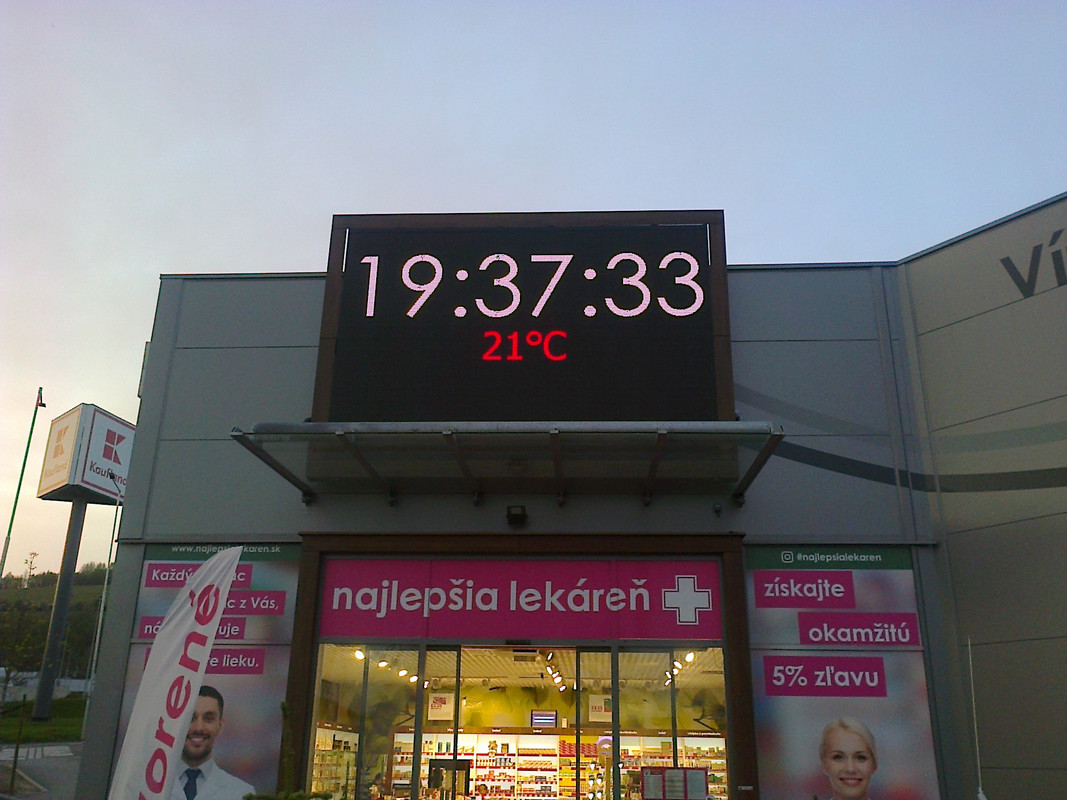 19:37:33
21°C
Ví
Kaufland
www.najlepsialekaren.sk
#najlepsialekaren
najlepšia lekáreň
Každý
c z Vás,
lieku.
orené
získajte
okamžitú
5% zľavu